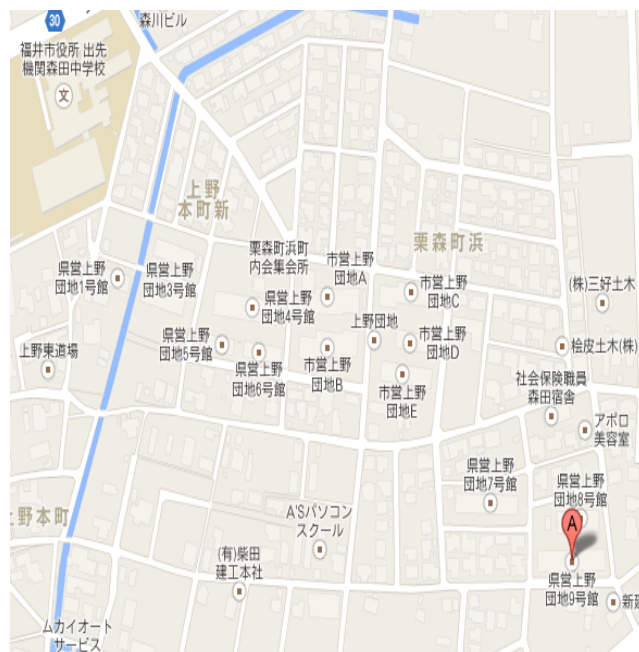 30
森川ビル
福井市役所 出先
機関森田中学校
文
上野
本町新
栗森町浜
栗森町浜町
内会集会所
市営上野
団地A
県営上野
団地1号館
県営上野
団地3号館
県営上野
団地4号館
市営上野
団地C
(株)三好土木
上野団地
県営上野
団地5号館
県営上野
団地6号館
市営上野
団地B
市営上野
団地D
桧皮土木(株)
上野東道場
市営上野
団地E
社会保険職員
森田宿舎
アポロ
美容室
県営上野
団地7号館
県営上野
団地8号館
上野本町
A'Sパソコン
スクール
A
(有)柴田
建工本社
県営上野
団地9号館
新建
ムカイオート
サービス